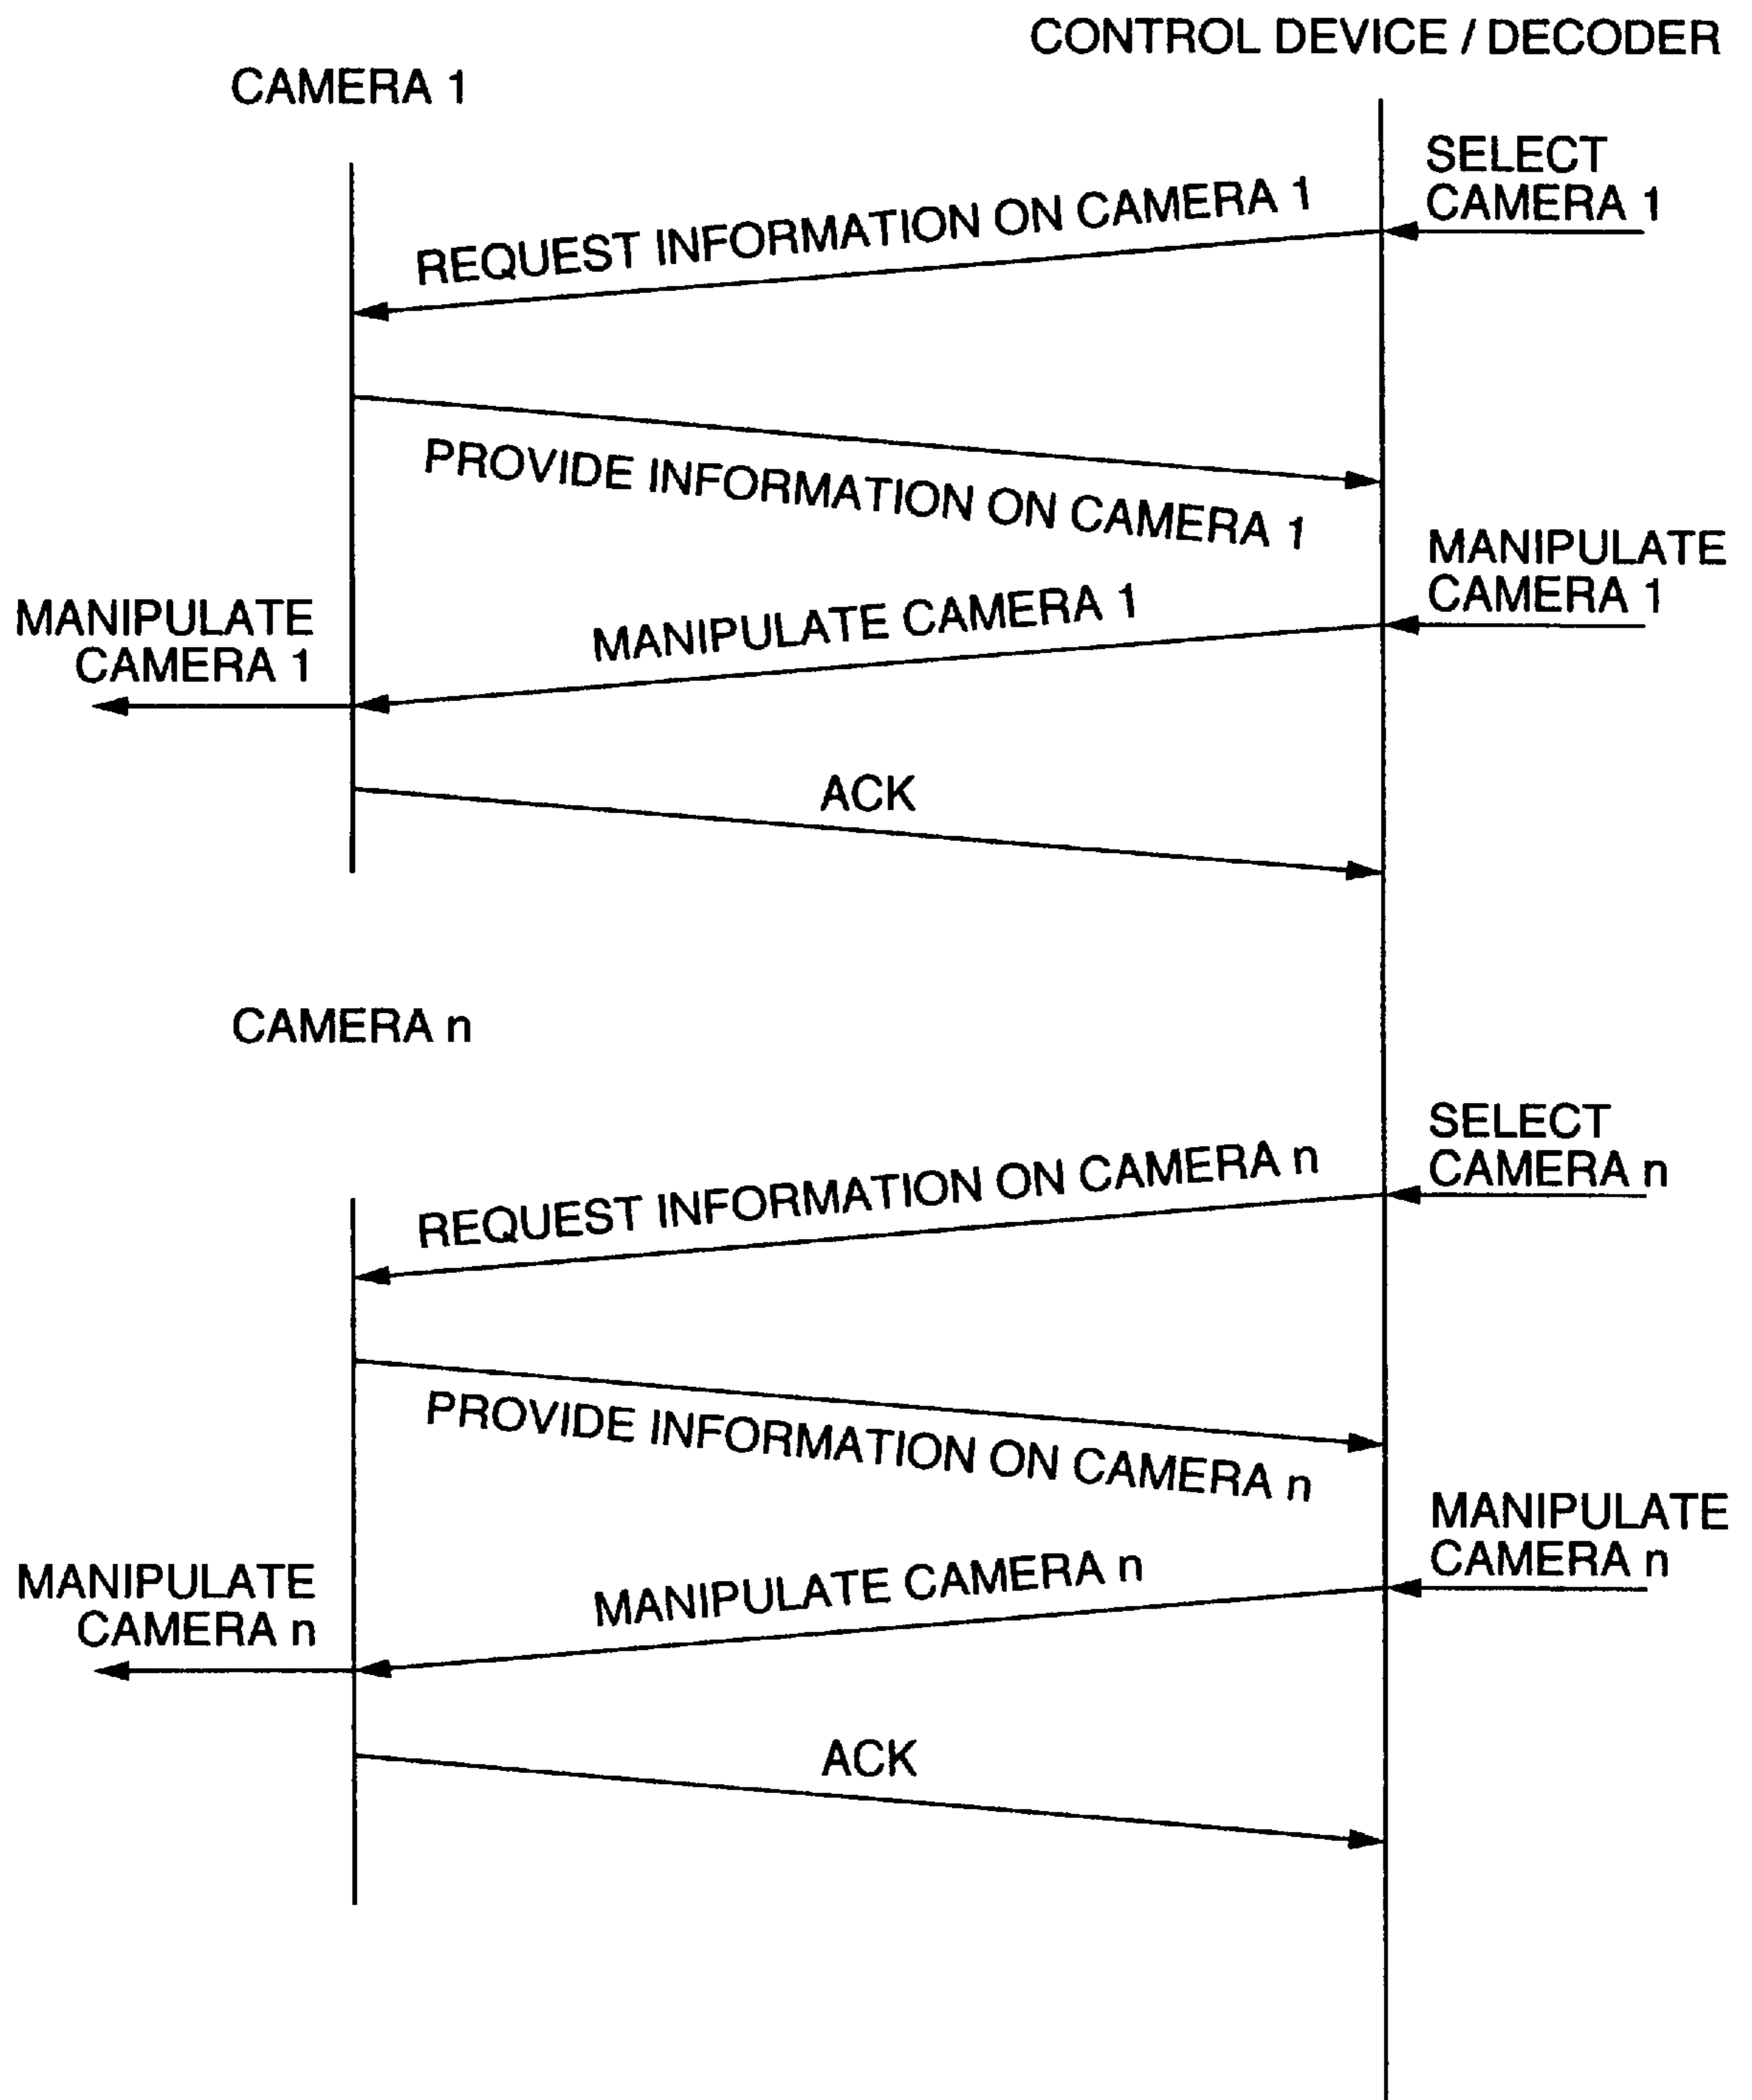 CONTROL DEVICE / DECODER
CAMERA 1
SELECT
CAMERA 1
REQUEST INFORMATION ON CAMERA 1
PROVIDE INFORMATION ON CAMERA 1
MANIPULATE
CAMERA 1
MANIPULATE CAMERA 1
MANIPULATE
CAMERA 1
ACK
CAMERA n
SELECT
CAMERA n
REQUEST INFORMATION ON CAMERA n
PROVIDE INFORMATION ON CAMERA n
MANIPULATE
CAMERA n
MANIPULATE CAMERA n
MANIPULATE
CAMERA n
ACK